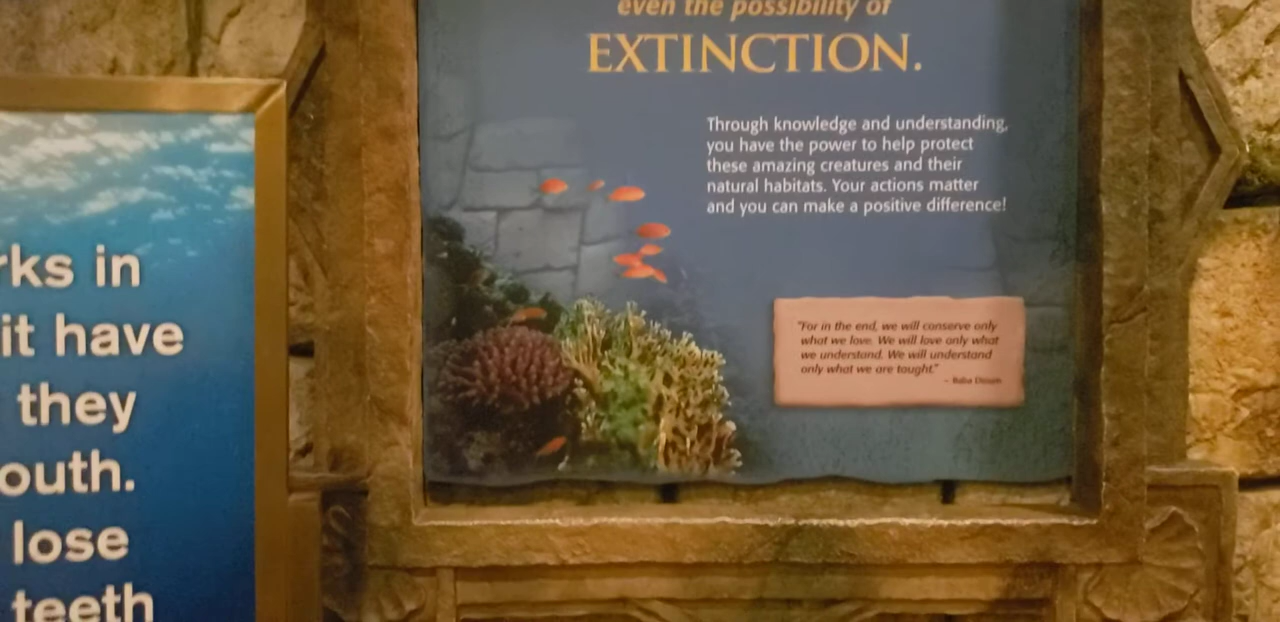 rks in
it have
they
outh.
lose
teeth
even the possibility of
EXTINCTION.
Through knowledge and understanding,
you have the power to help protect
these amazing creatures and their
natural habitats. Your actions matter
and you can make a positive difference!
"For in the end, we will conserve only
what we love. We will love only what
we understand. We will understand
only what we are taught."
- Baba Dioum